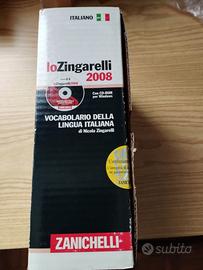 ITALIANO
loZingarelli
2008
Con CD-ROM
per Windows
VOCABOLARIO DELLA
LINGUA ITALIANA
di Nicola Zingarelli
ZANICHELLI
subito